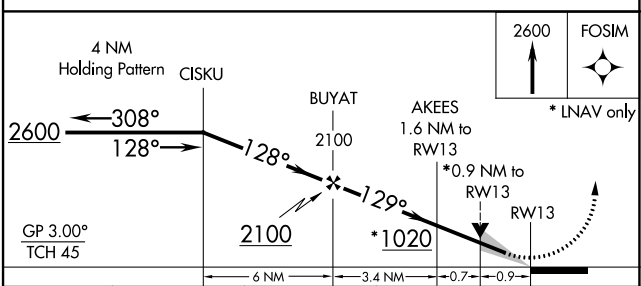 4 NM
Holding Pattern
CISKU
2600
FOSIM
* LNAV only
BUYAT
2100
AKEES
1.6 NM to
RW13
*0.9 NM to
RW13
RW13
2600
308°
128°
128°
129°
2100
*1020
GP 3.00°
TCH 45
6 NM
3.4 NM
0.7
0.9